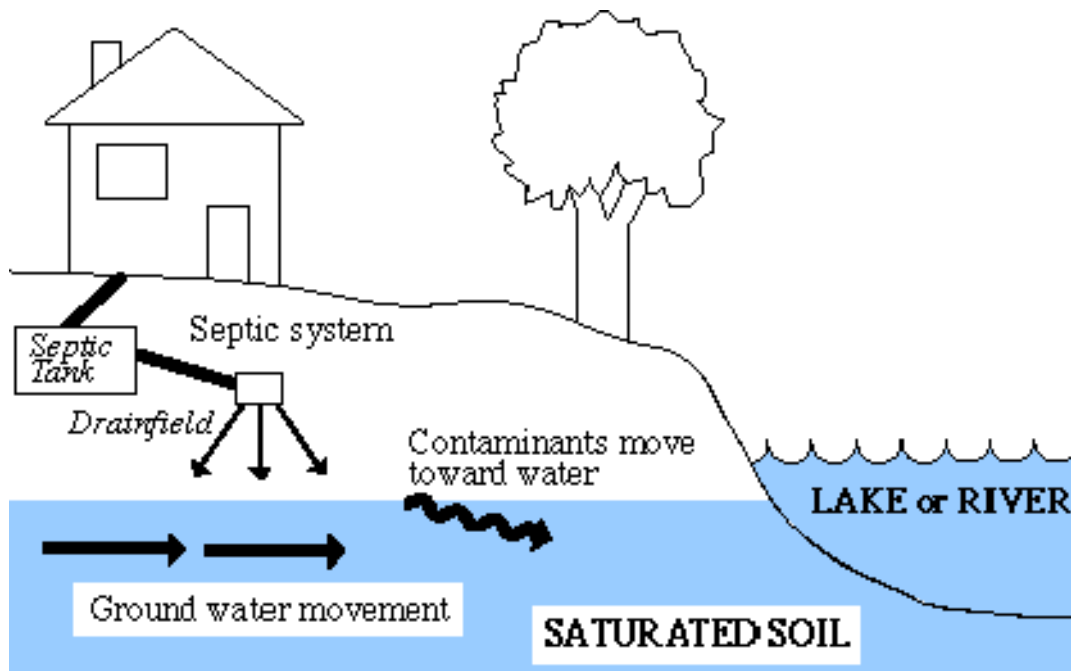 Septic system
Septic
Tank
Drainfield
Contaminants move
toward water
LAKE or RIVER
Ground water movement
SATURATED SOIL